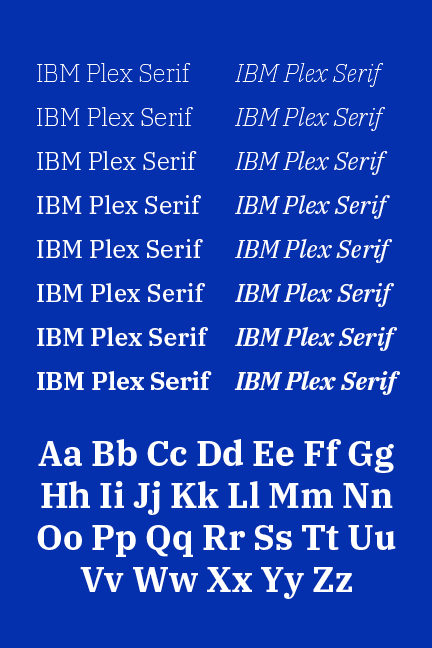 IBM Plex Serif IBM Plex Serif
IBM Plex Serif IBM Plex Serif
IBM Plex Serif IBM Plex Serif
IBM Plex Serif IBM Plex Serif
IBM Plex Serif IBM Plex Serif
IBM Plex Serif IBM Plex Serif
IBM Plex Serif IBM Plex Serif
IBM Plex Serif IBM Plex Serif
Aa Bb Cc Dd Ee Ff Gg
Hh Ii Jj Kk Ll Mm Nn
Oo Pp Qq Rr Ss Tt Uu
Vv Ww Xx Yy Zz